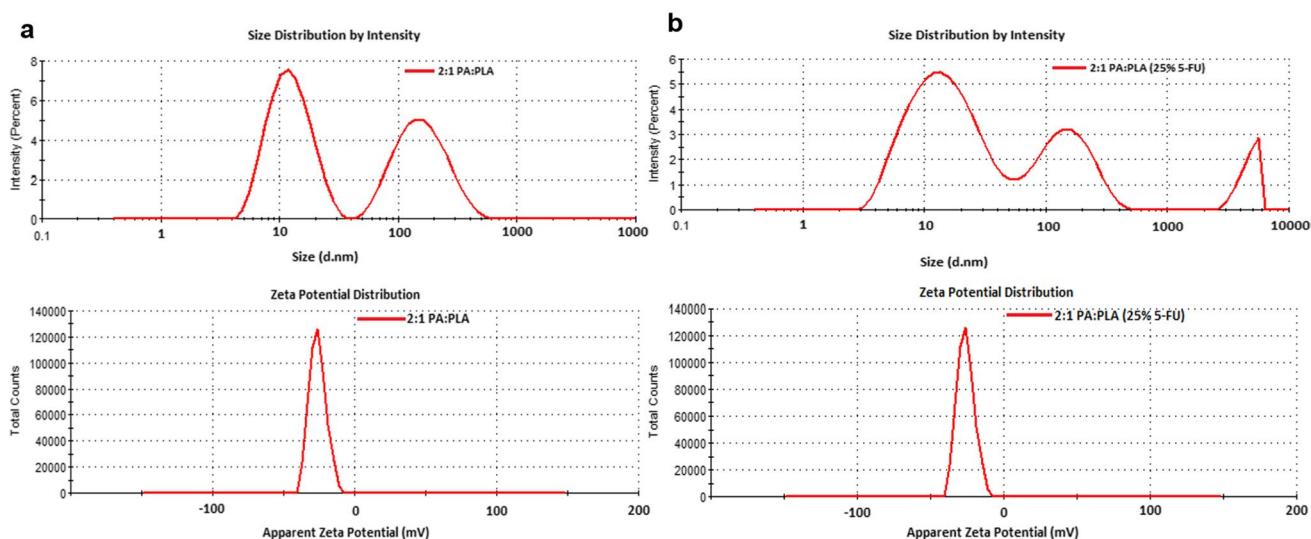 a
Size Distribution by Intensity
2:1 PA:PLA
Intensity (Percent)
8
6
4
2
0
0.1 1 10 100 1000 1000
Size (d.nm)
Zeta Potential Distribution
2:1 PA:PLA
Total Counts
140000
120000
100000
80000
60000
40000
20000
0
-100 0 100 200
Apparent Zeta Potential (mV)
b
Size Distribution by Intensity
2:1 PA:PLA (25% 5-FU)
Intensity (Percent)
6
5
4
3
2
1
0
0.1 1 10 100 1000 10000
Size (d.nm)
Zeta Potential Distribution
2:1 PA:PLA (25% 5-FU)
Total Counts
140000
120000
100000
80000
60000
40000
20000
0
-100 0 100 200
Apparent Zeta Potential (mV)